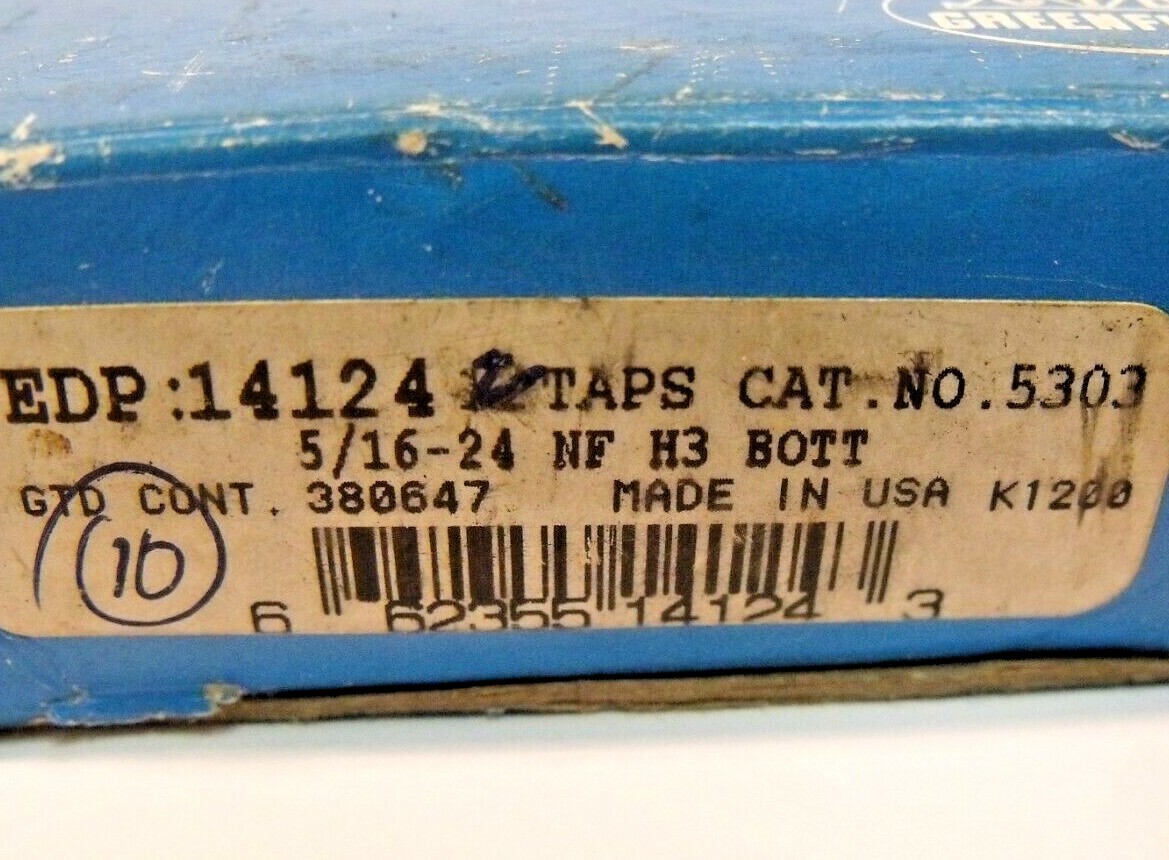 EDP:14124 TAPS CAT.NO.5303
5/16-24 NF H3 BOTT
GTD CONT. 380647 MADE IN USA K1200
10
6 62355 14124 3